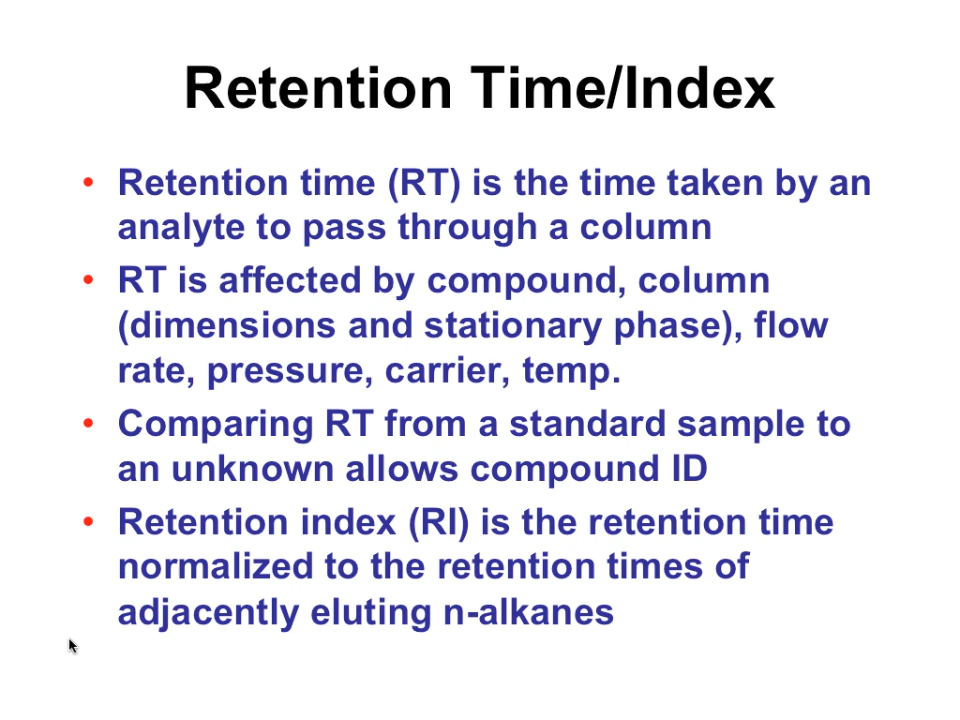 Retention Time/Index
• Retention time (RT) is the time taken by an
analyte to pass through a column
• RT is affected by compound, column
(dimensions and stationary phase), flow
rate, pressure, carrier, temp.
• Comparing RT from a standard sample to
an unknown allows compound ID
• Retention index (RI) is the retention time
normalized to the retention times of
adjacently eluting n-alkanes